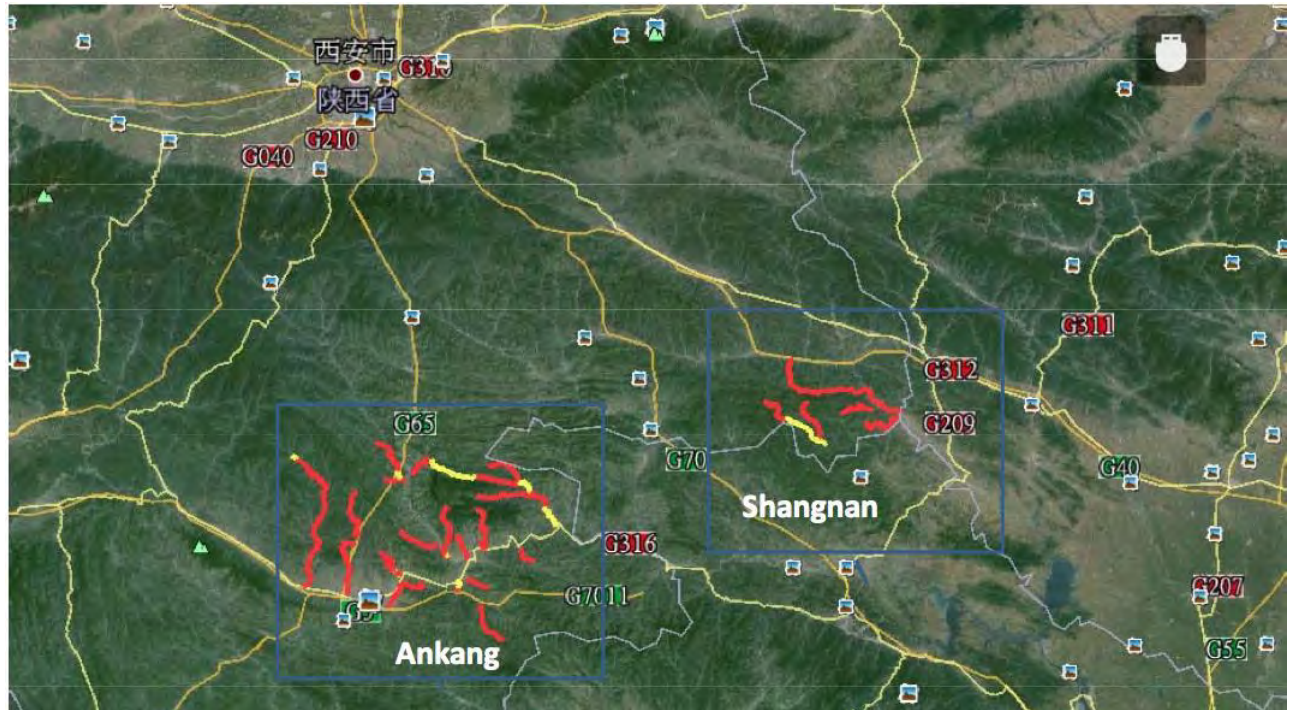 西安市
G310
陕西省
G210
G040
G311
G312
G65
G209
G70
G40
Shangnan
G316
G207
G7011
G55
Ankang